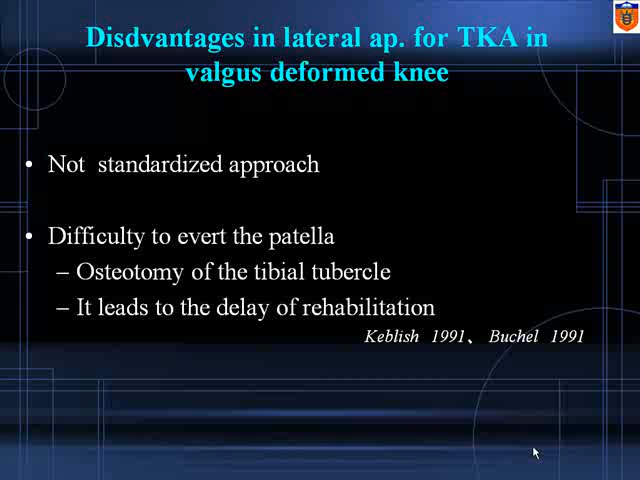 Disdvantages in lateral ap. for TKA in
valgus deformed knee
• Not standardized approach
• Difficulty to evert the patella
– Osteotomy of the tibial tubercle
– It leads to the delay of rehabilitation
Keblish 1991、 Buchel 1991